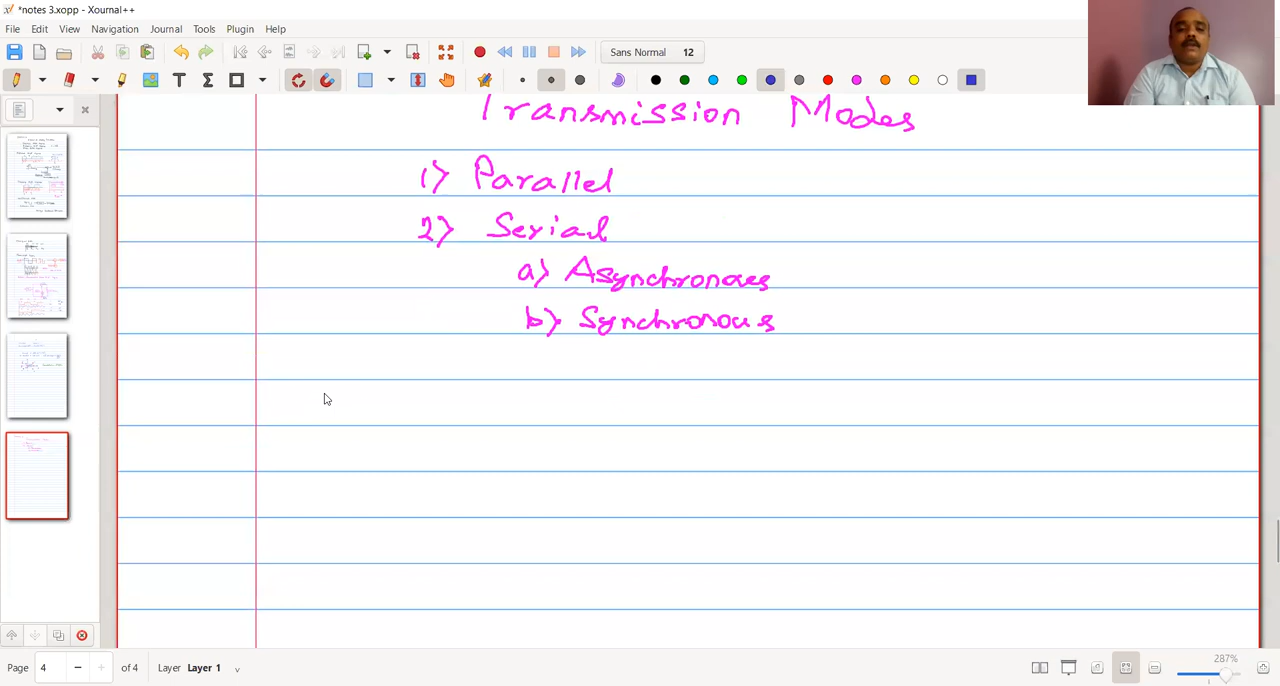 *notes 3.xopp - Xournal++
File Edit View Navigation Journal Tools Plugin Help
Sans Normal 12
Transmission Modes
1) Parallel
2) Serial
a) Asynchronous
b) Synchronous
Page 4 of 4 Layer Layer 1 287%